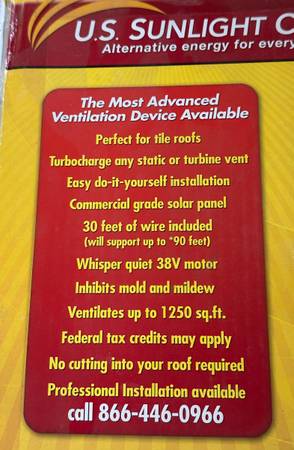 U.S. SUNLIGHT C
Alternative energy for every
The Most Advanced
Ventilation Device Available
Perfect for tile roofs
Turbocharge any static or turbine vent
Easy do-it-yourself installation
Commercial grade solar panel
30 feet of wire included
(will support up to *90 feet)
Whisper quiet 38V motor
Inhibits mold and mildew
Ventilates up to 1250 sq.ft.
Federal tax credits may apply
No cutting into your roof required
Professional Installation available
call 866-446-0966